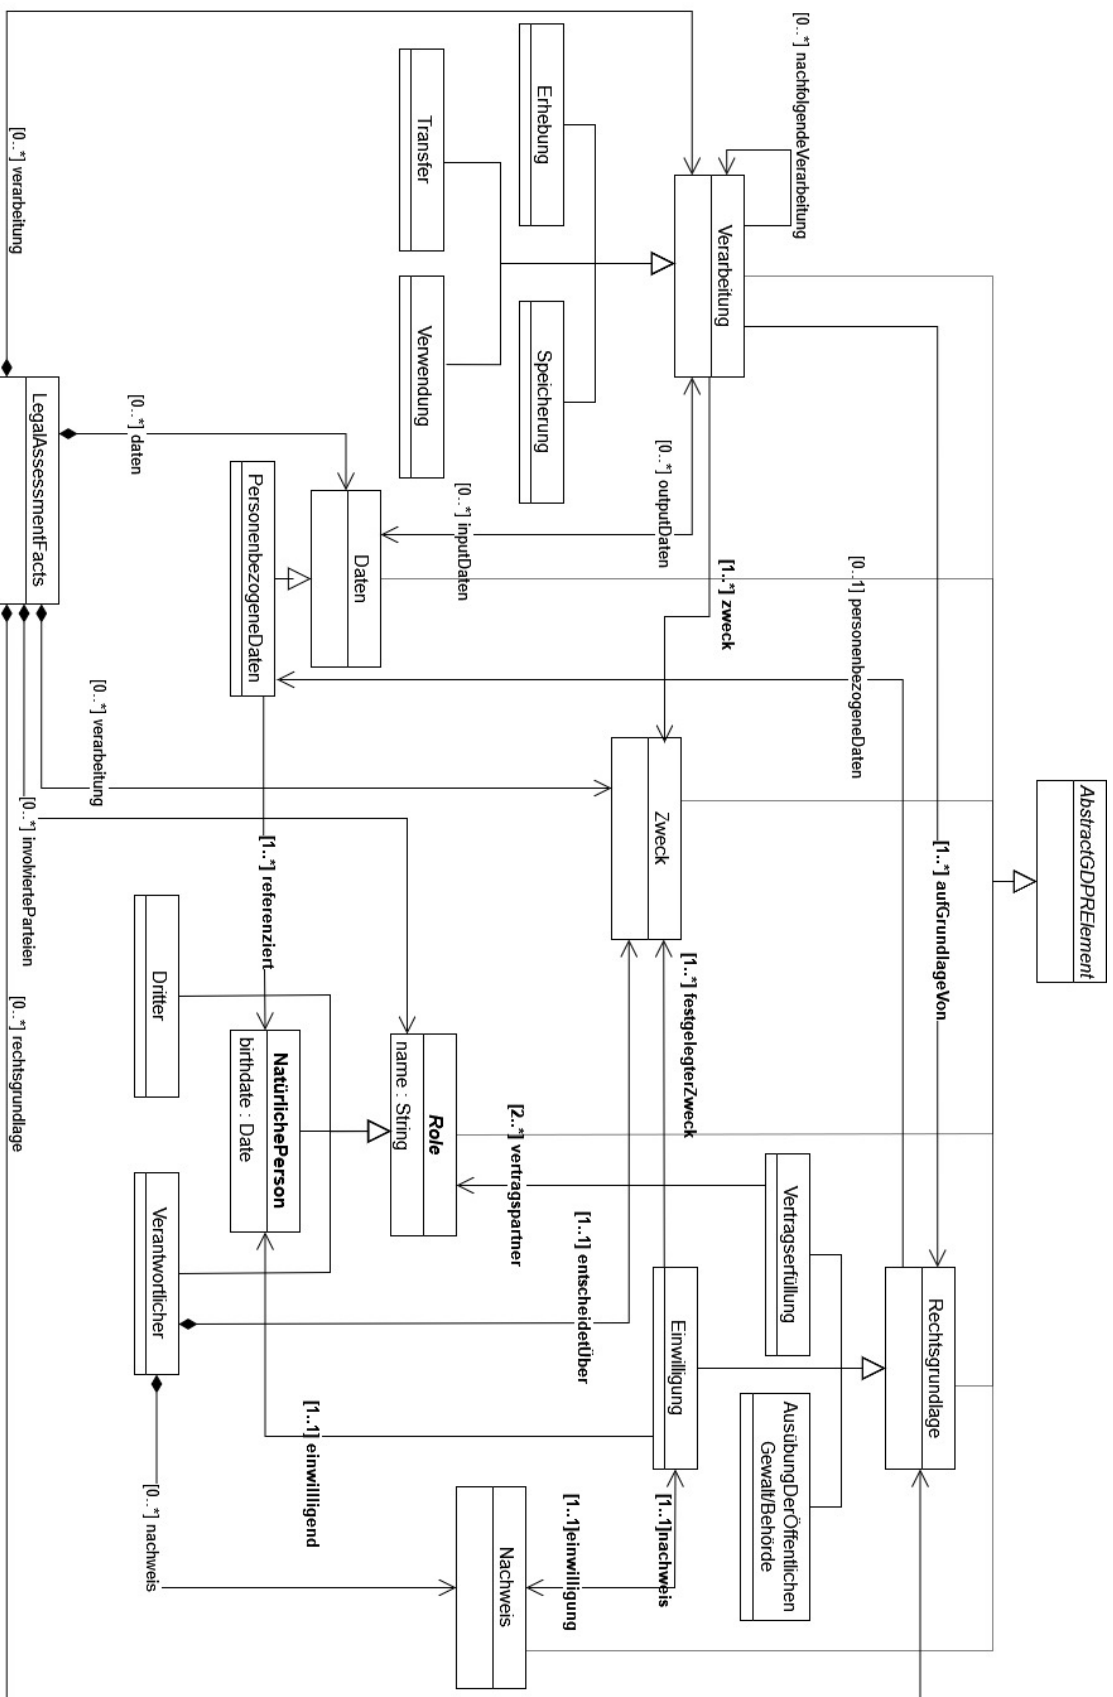 AbstractGDPRElement
[0..*] nachfolgendeVerarbeitung
Verarbeitung
[1..*] aufGrundlageVon
Rechtsgrundlage
Erhebung
Speicherung
Transfer
Verwendung
[0..*] outputDaten
[0..*] inputDaten
[1..*] zweck
[0..1] personenbezogeneDaten
Vertragserfüllung
AusübungDerÖffentlichen
Gewalt/Behörde
Zweck
[1..*] festgelegterZweck
Einwilligung
[1..1]nachweis
[1..1]einwilligung
Daten
PersonenbezogeneDaten
[2..*] vertragspartner
[1..1] entscheidetÜber
Role
name : String
Nachweis
[1..*] referenziert
NatürlichePerson
birthdate : Date
[1..1] einwillligend
Dritter
Verantwortlicher
[0..*] nachweis
[0..*] daten
[0..*] verarbeitung
LegalAssessmentFacts
[0..*] verarbeitung
[0..*] involvierteParteien
[0..*] rechtsgrundlage